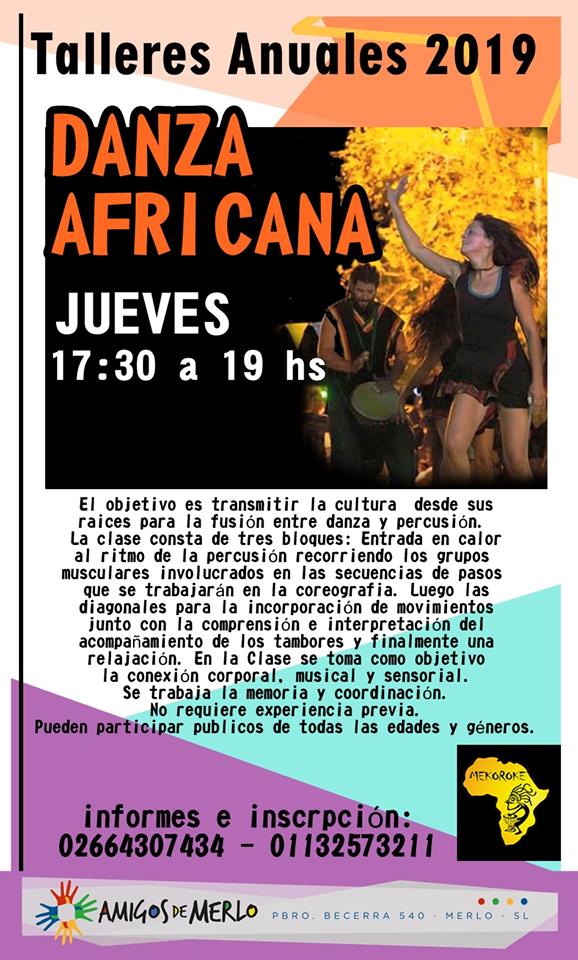 Talleres Anuales 2019
DANZA
AFRICANA
JUEVES
17:30 a 19 hs
El objetivo es transmitir la cultura desde sus
raices para la fusión entre danza y percusión.
La clase consta de tres bloques: Entrada en calor
al ritmo de la percusión recorriendo los grupos
musculares involucrados en las secuencias de pasos
que se trabajarán en la coreografia. Luego las
diagonales para la incorporación de movimientos
junto con la comprensión e interpretación del
acompañamiento de los tambores y finalmente una
relajación. En la Clase se toma como objetivo
la conexión corporal, musical y sensorial.
Se trabaja la memoria y coordinación.
No requiere experiencia previa.
Pueden participar publicos de todas las edades y géneros.
MEKOROKE
informes e inscrpción:
02664307434 - 01132573211
AMIGOS DE MERLO PBRO. BECERRA 540 · MERLO · SL